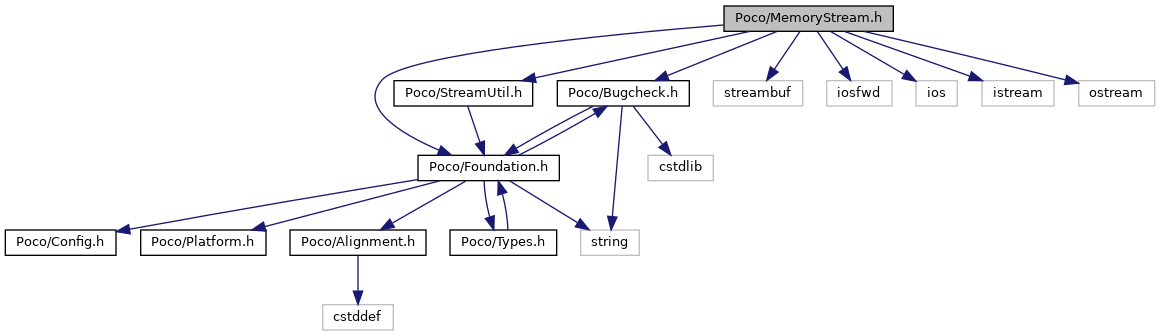 Poco/MemoryStream.h
Poco/StreamUtil.h
Poco/Bugcheck.h
streambuf
iosfwd
ios
istream
ostream
Poco/Foundation.h
cstdlib
Poco/Config.h
Poco/Platform.h
Poco/Alignment.h
Poco/Types.h
string
cstddef